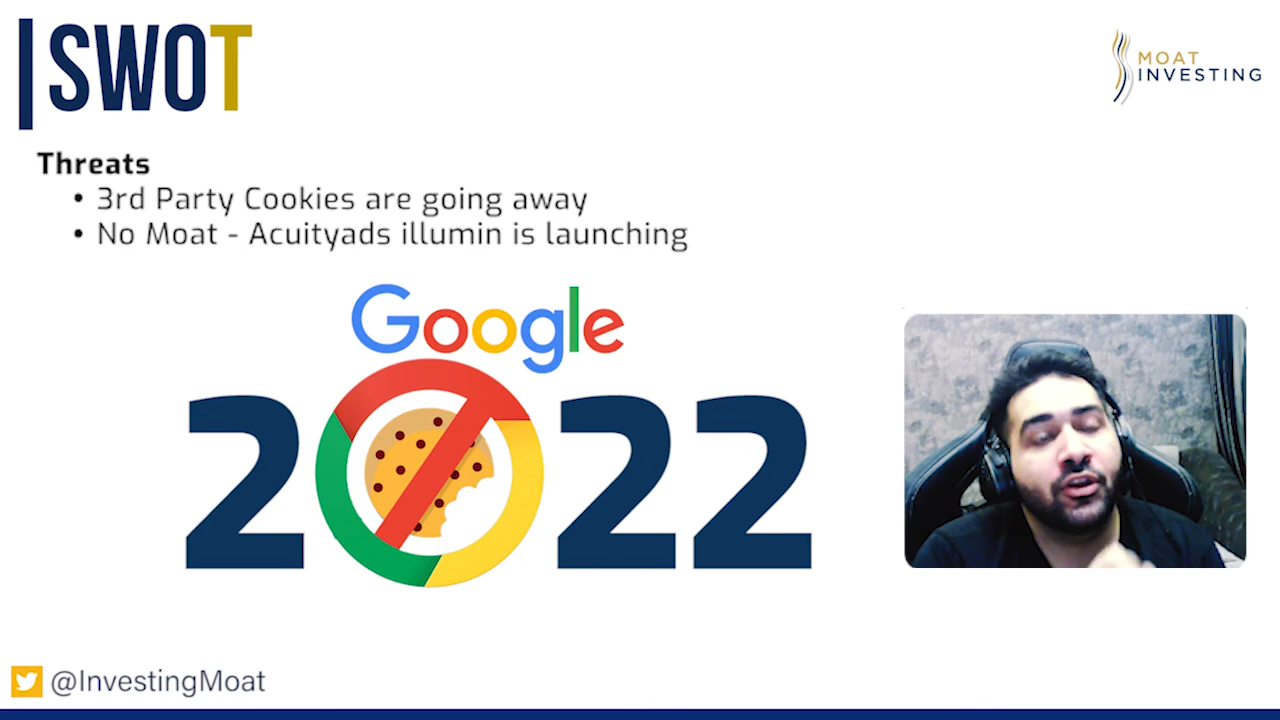 |SWOT
MOAT
INVESTING
Threats
• 3rd Party Cookies are going away
• No Moat - Acuityads illumin is launching
Google
2022
@InvestingMoat